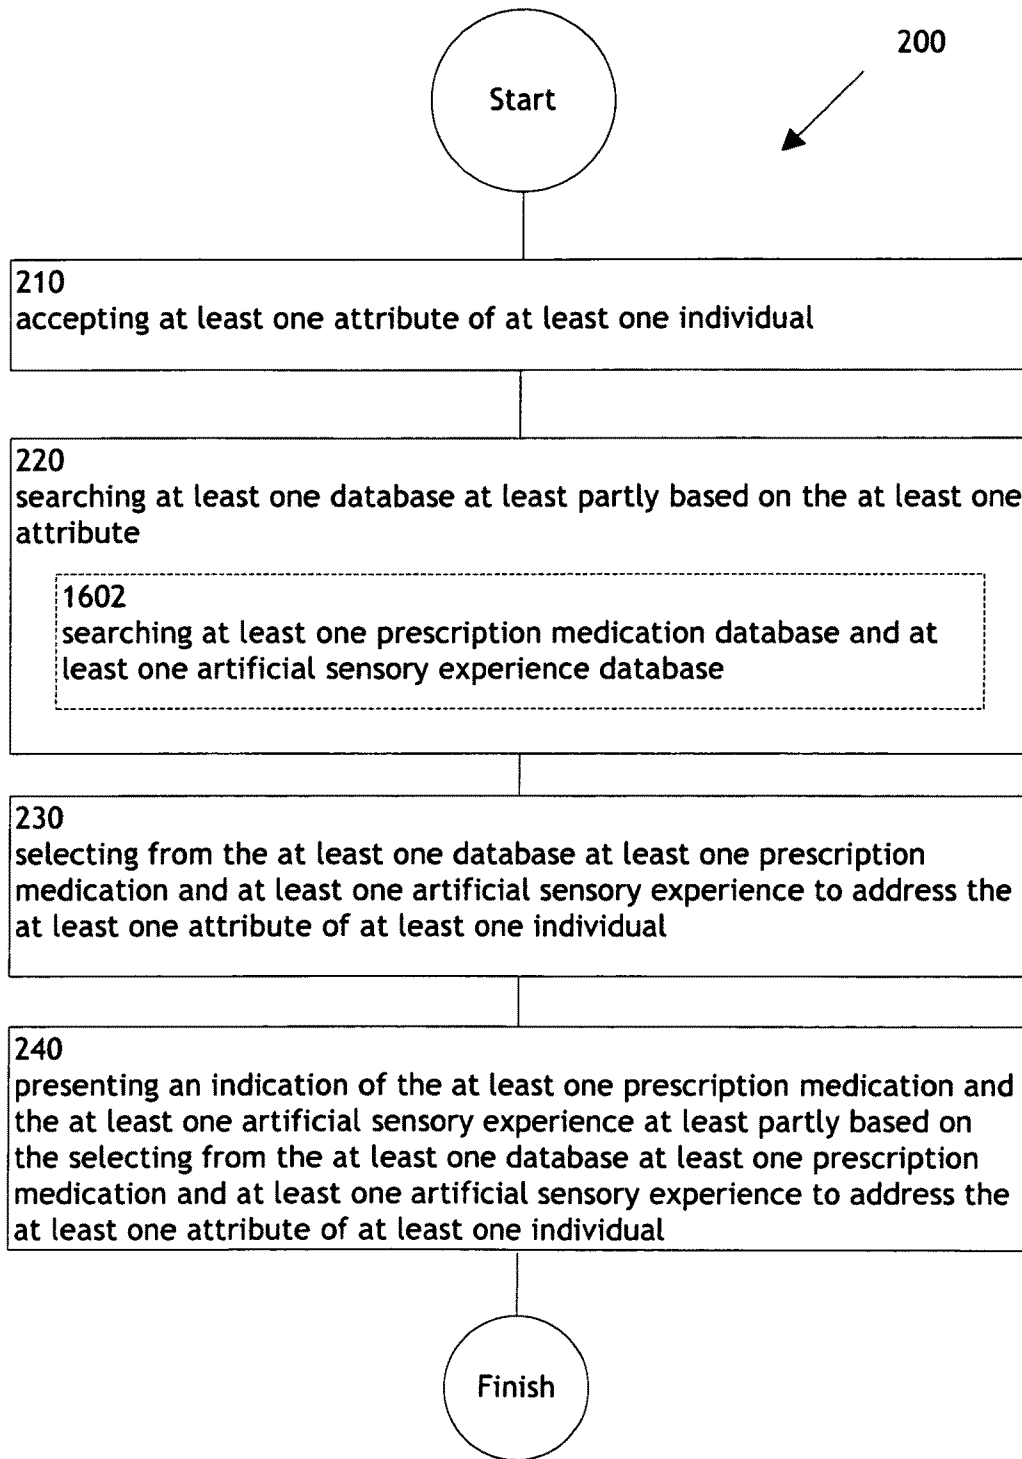 200
Start
210
accepting at least one attribute of at least one individual
220
searching at least one database at least partly based on the at least one
attribute
1602
searching at least one prescription medication database and at
least one artificial sensory experience database
230
selecting from the at least one database at least one prescription
medication and at least one artificial sensory experience to address the
at least one attribute of at least one individual
240
presenting an indication of the at least one prescription medication and
the at least one artificial sensory experience at least partly based on
the selecting from the at least one database at least one prescription
medication and at least one artificial sensory experience to address the
at least one attribute of at least one individual
Finish